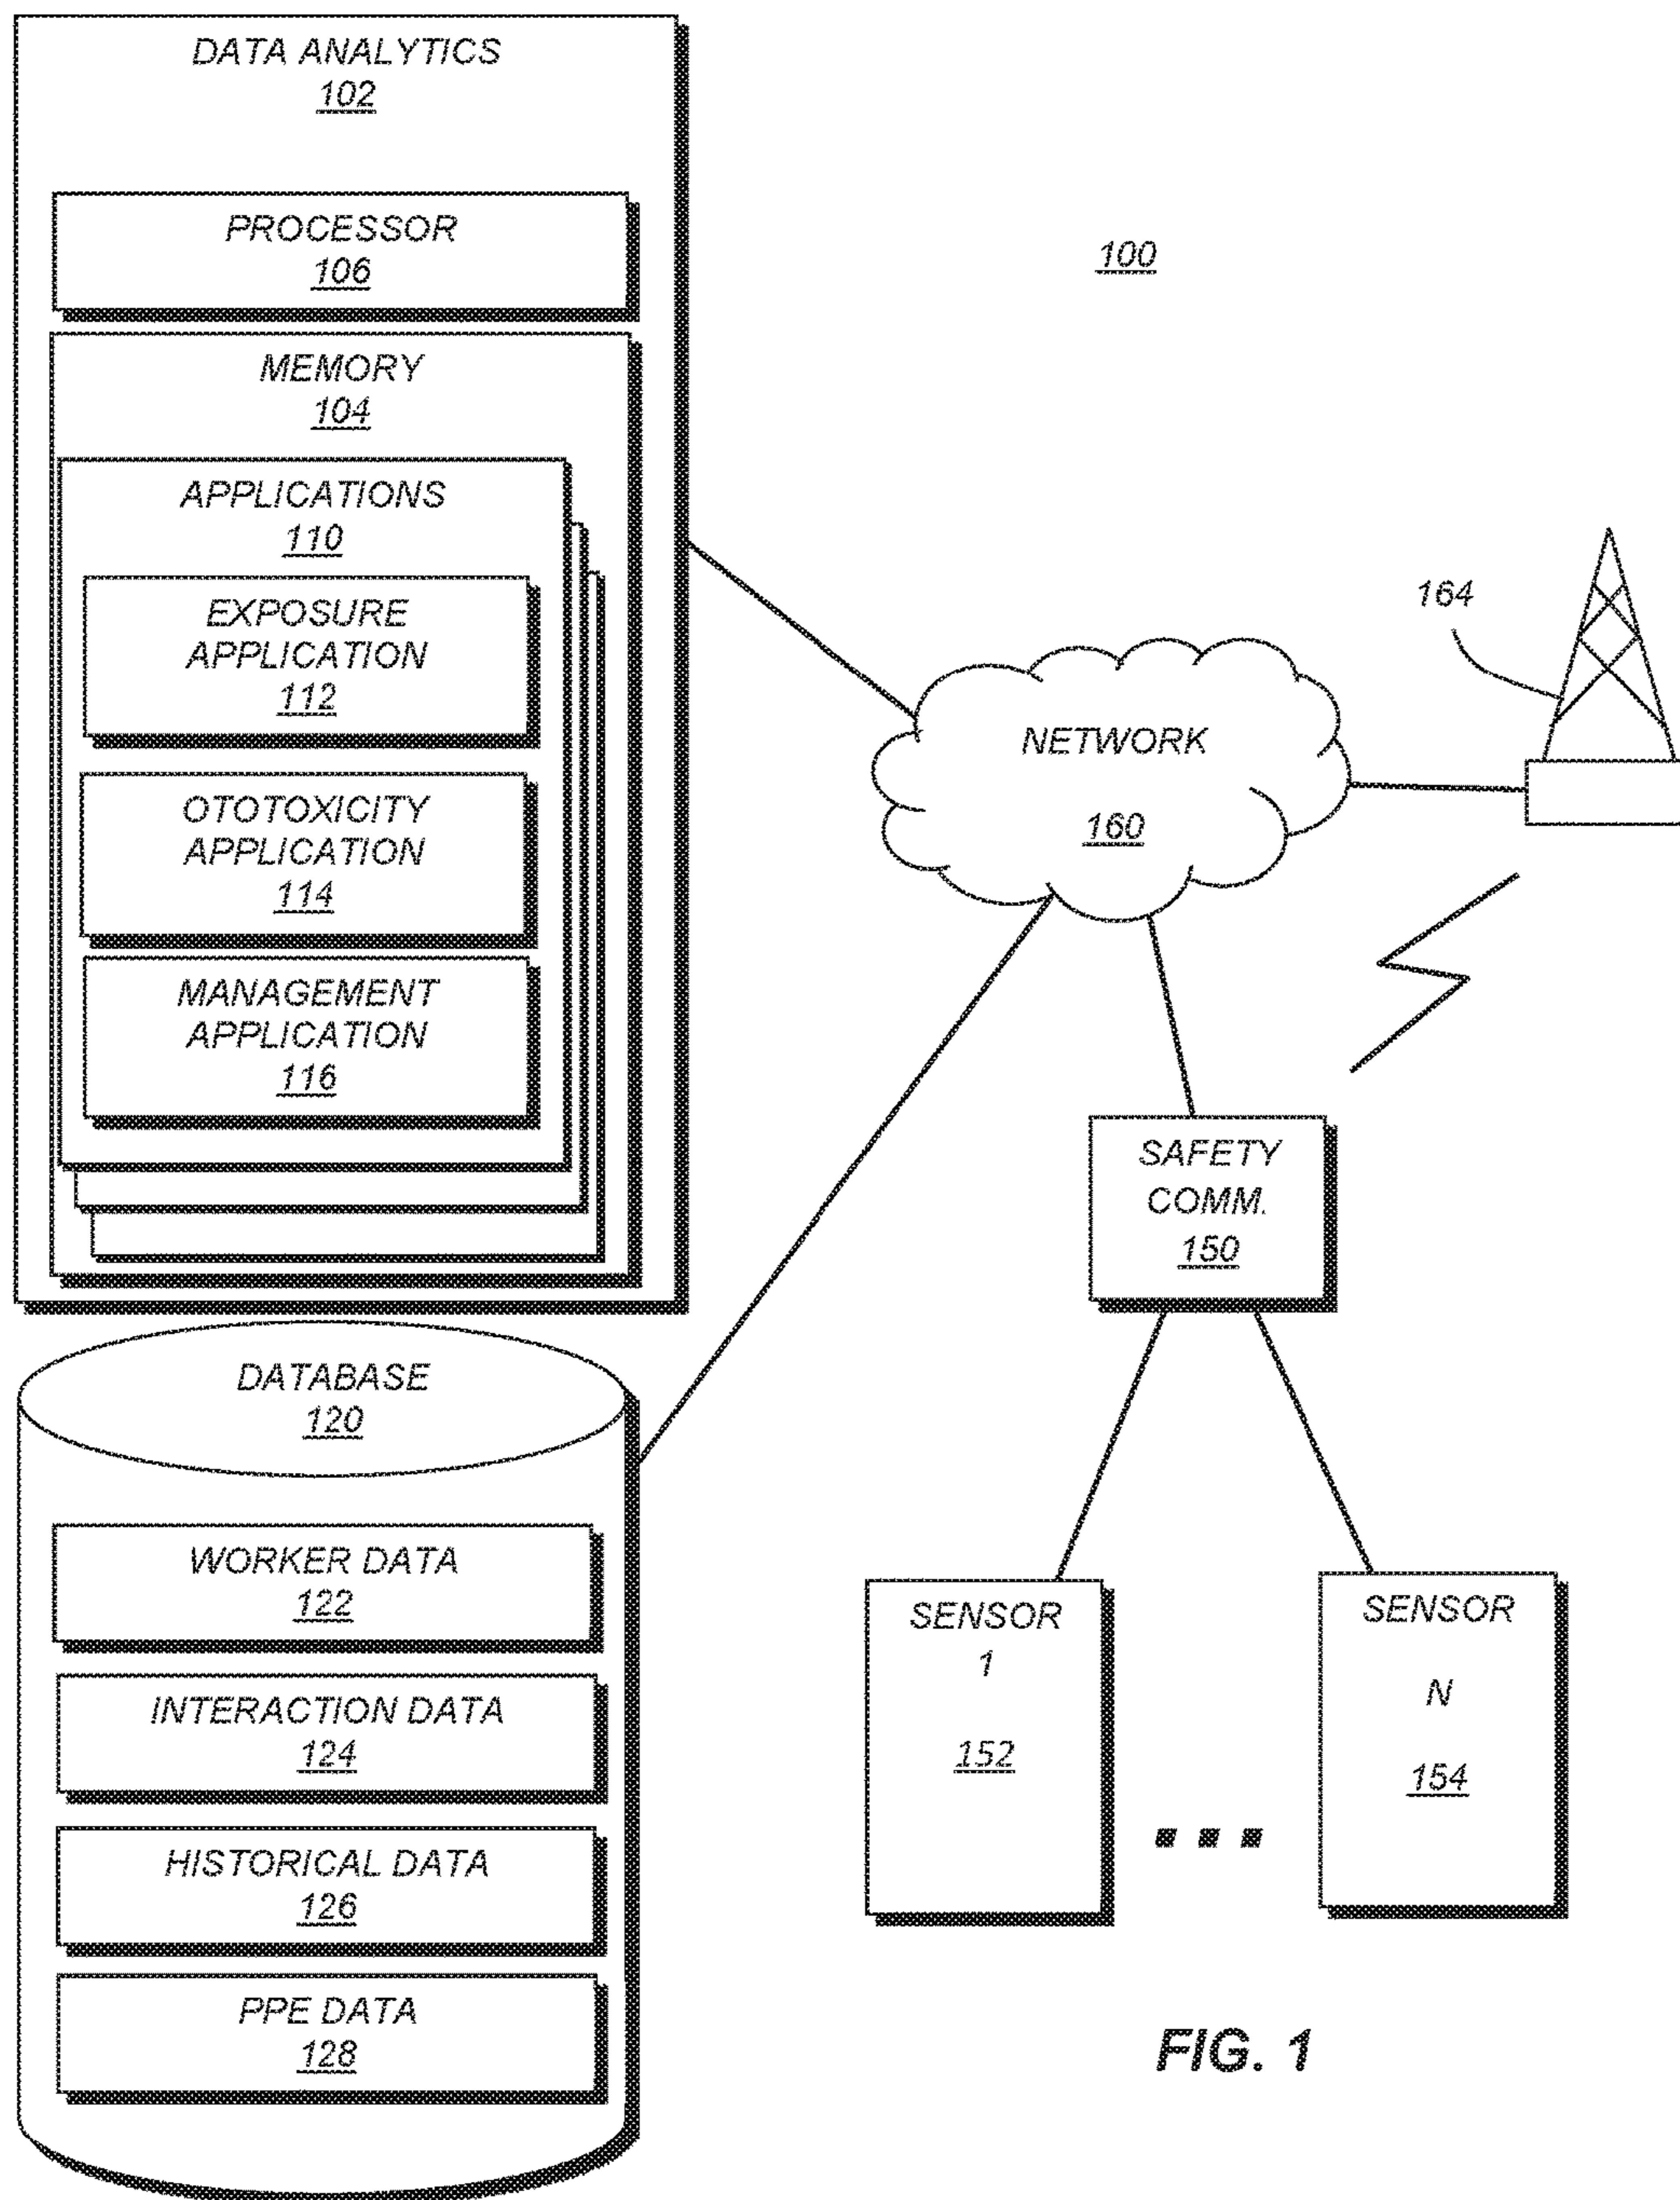 DATA ANALYTICS
102
PROCESSOR
106
MEMORY
104
APPLICATIONS
110
EXPOSURE
APPLICATION
112
OTOTOXICITY
APPLICATION
114
MANAGEMENT
APPLICATION
116
DATABASE
120
WORKER DATA
122
INTERACTION DATA
124
HISTORICAL DATA
126
PPE DATA
128
100
164
NETWORK
160
SAFETY
COMM.
150
SENSOR
1
152
...
SENSOR
N
154
FIG. 1